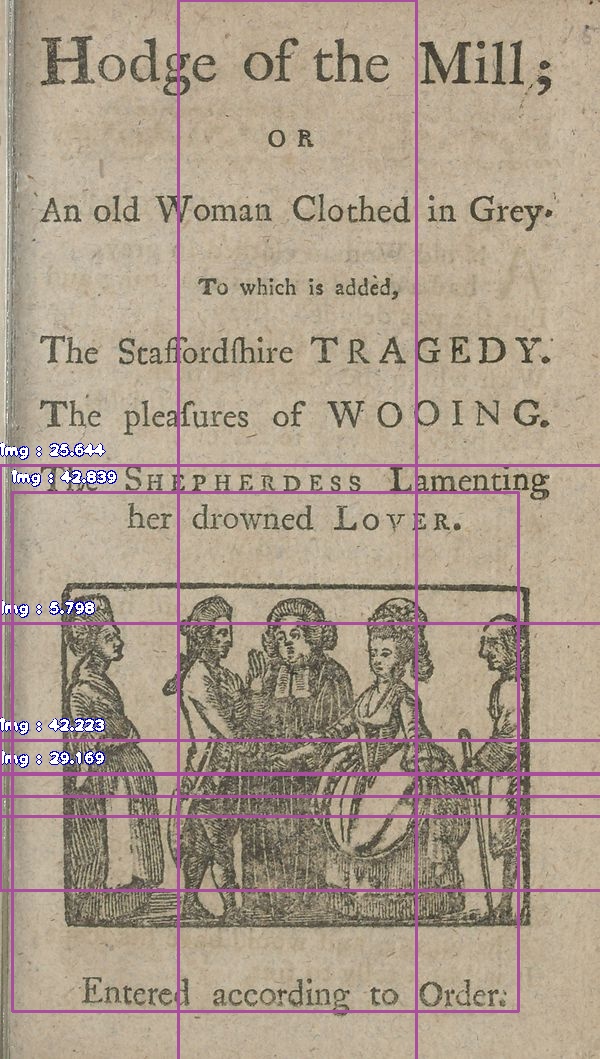 Hodge of the Mill;
OR
An old Woman Clothed in Grey.
To which is added,
The Staffordſhire TRAGEDY.
The pleaſures of WOOING.
The SHEPHERDESS Lamenting
her drowned LOVER.
Entered according to Order.
Img : 25.644
Img : 42.839
Img : 5.798
Img : 42.223
Img : 29.169